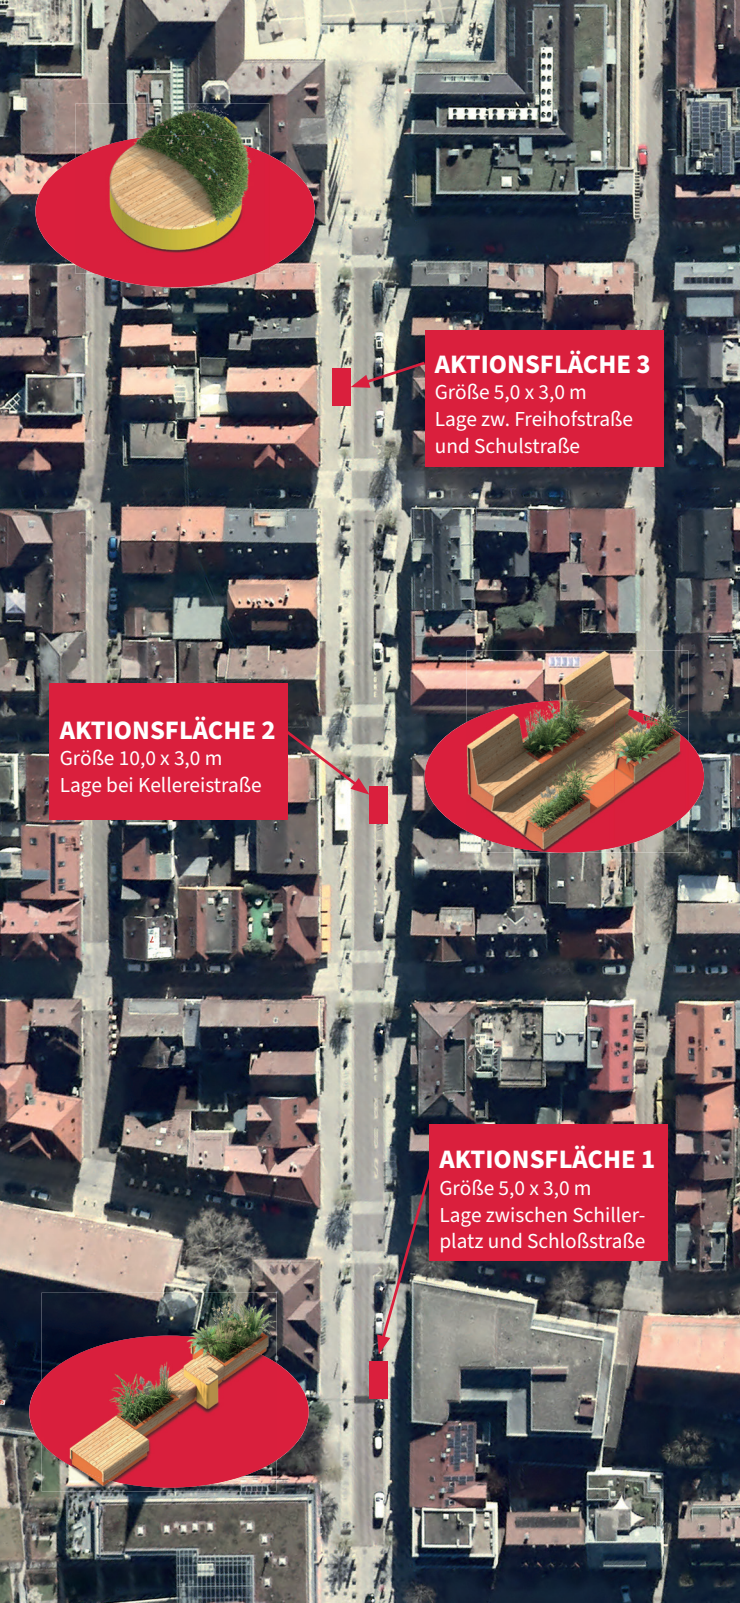 AKTIONSFLÄCHE 3
Größe 5,0 x 3,0 m
Lage zw. Freihofstraße
und Schulstraße
AKTIONSFLÄCHE 2
Größe 10,0 x 3,0 m
Lage bei Kellereistraße
AKTIONSFLÄCHE 1
Größe 5,0 x 3,0 m
Lage zwischen Schiller-
platz und Schloßstraße